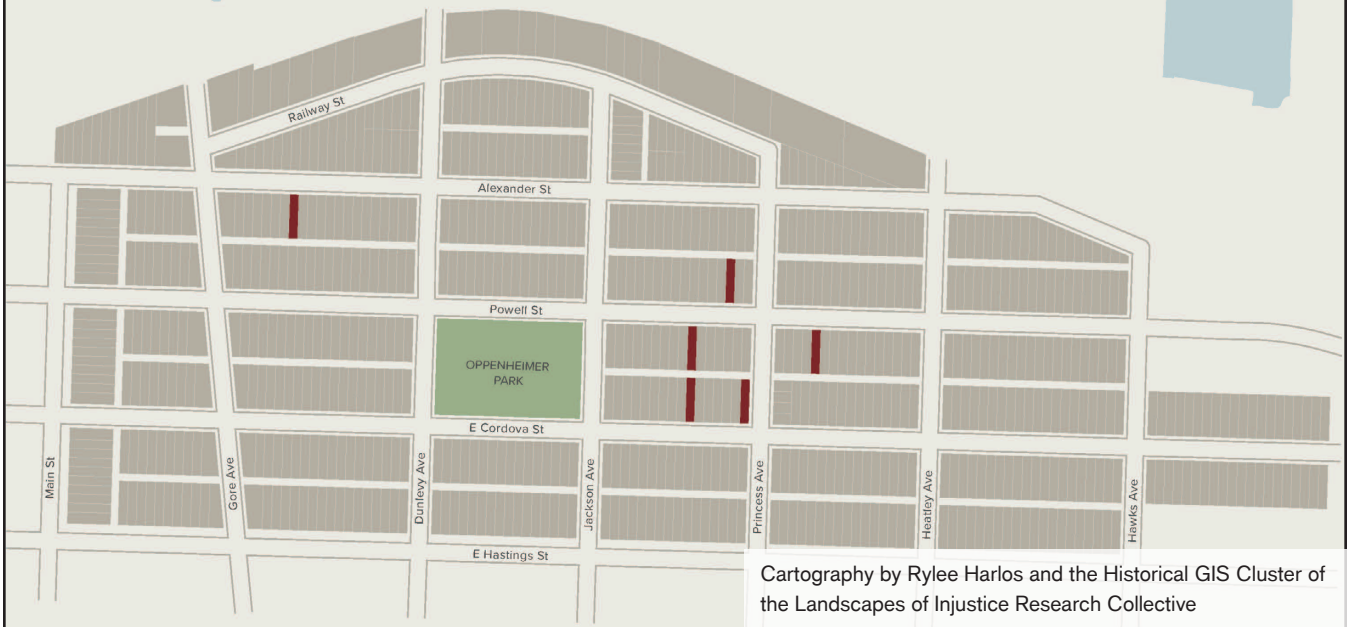 Railway St
Alexander St
Powell St
OPPENHEIMER
PARK
E Cordova St
Main St
Gore Ave
Dunlevy Ave
Jackson Ave
Princess Ave
Heatley Ave
Hawks Ave
E Hastings St
Cartography by Rylee Harlos and the Historical GIS Cluster of
the Landscapes of Injustice Research Collective